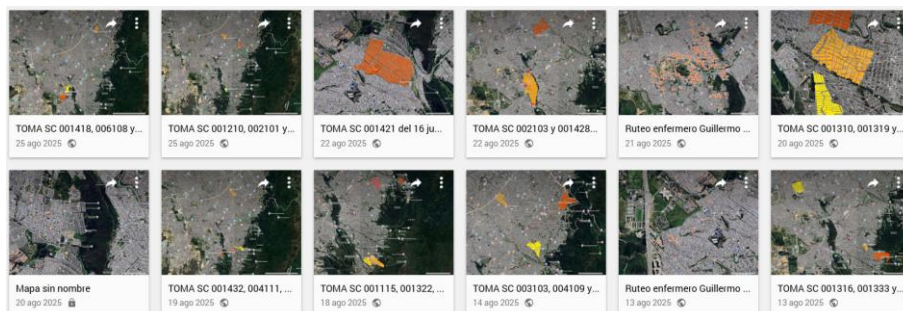 TOMA SC 001418, 006108 y...
25 ago 2025
TOMA SC 001210, 002101 y...
25 ago 2025
TOMA SC 001421 del 16 ju...
22 ago 2025
TOMA SC 002103 y 001428...
22 ago 2025
Ruteo enfermero Guillermo ...
21 ago 2025
TOMA SC 001310, 001319 y...
20 ago 2025
Mapa sin nombre
20 ago 2025
TOMA SC 001432, 004111, ...
19 ago 2025
TOMA SC 001115, 001322, ...
18 ago 2025
TOMA SC 003103, 004109 y...
14 ago 2025
Ruteo enfermero Guillermo ...
13 ago 2025
TOMA SC 001316, 001333 y...
13 ago 2025